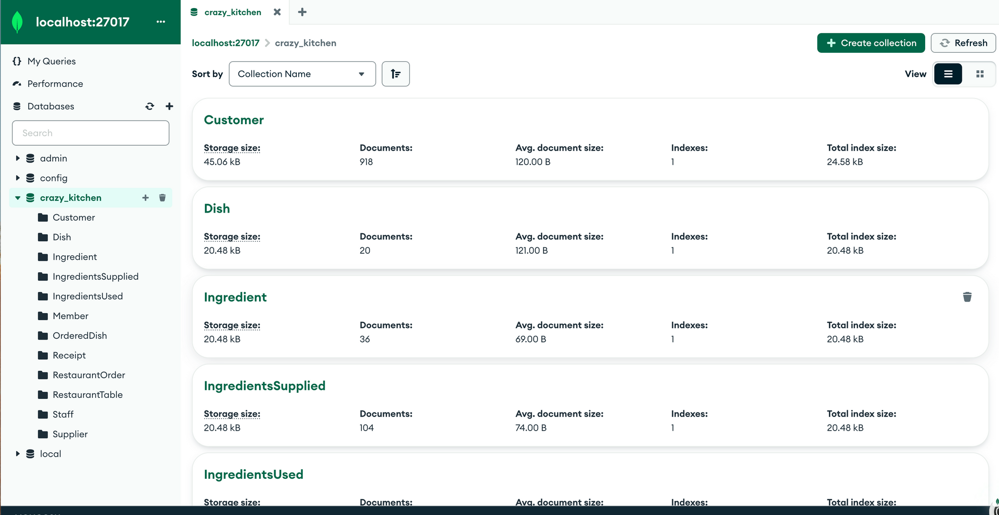 localhost:27017
crazy_kitchen
localhost:27017 > crazy_kitchen
Create collection
Refresh
My Queries
Performance
Databases
Search
admin
config
crazy_kitchen
Customer
Dish
Ingredient
IngredientsSupplied
IngredientsUsed
Member
OrderedDish
Receipt
RestaurantOrder
RestaurantTable
Staff
Supplier
local
Sort by Collection Name
View
Customer
Storage size: Documents: Avg. document size: Indexes: Total index size:
45.06 kB 918 120.00 B 1 24.58 kB
Dish
Storage size: Documents: Avg. document size: Indexes: Total index size:
20.48 kB 20 121.00 B 1 20.48 kB
Ingredient
Storage size: Documents: Avg. document size: Indexes: Total index size:
20.48 kB 36 69.00 B 1 20.48 kB
IngredientsSupplied
Storage size: Documents: Avg. document size: Indexes: Total index size:
20.48 kB 104 74.00 B 1 20.48 kB
IngredientsUsed
Storage size: Documents: Avg. document size: Indexes: Total index size: